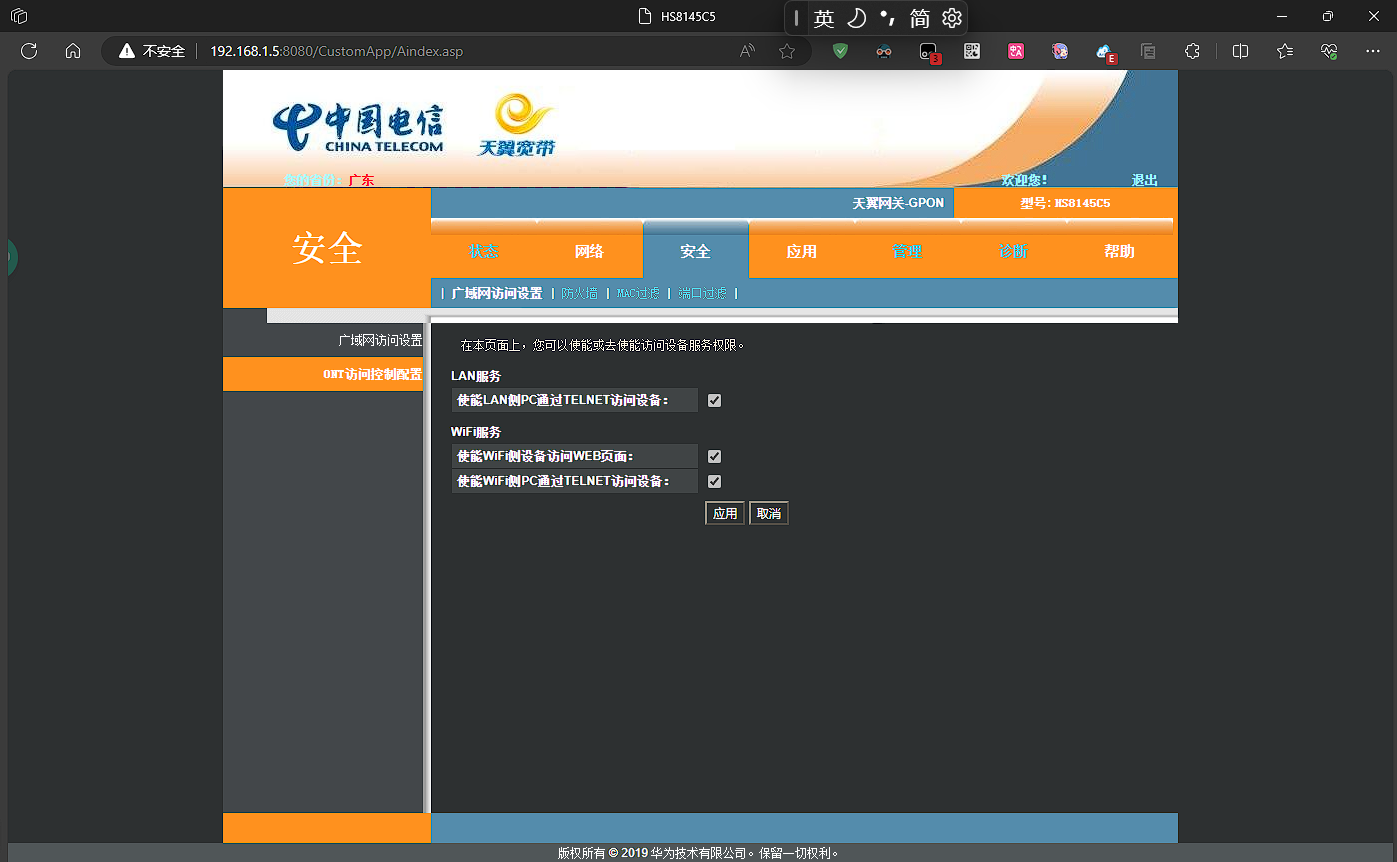 HS8145C5
英 简
不安全 192.168.1.5:8080/CustomApp/Aindex.asp
3
E
中国电信
CHINA TELECOM
天翼宽带
您的省份：广东
欢迎您！ 退出
天翼网关-GPON 型号: HS8145C5
安全
状态 网络 安全 应用 管理 诊断 帮助
| 广域网访问设置 | 防火墙 | MAC过滤 | 端口过滤 |
广域网访问设置
ONT访问控制配置
在本页面上，您可以使能或去使能访问设备服务权限。
LAN服务
使能LAN侧PC通过TELNET访问设备：
WiFi服务
使能WiFi侧设备访问WEB页面：
使能WiFi侧PC通过TELNET访问设备：
应用 取消
版权所有 © 2019 华为技术有限公司。保留一切权利。